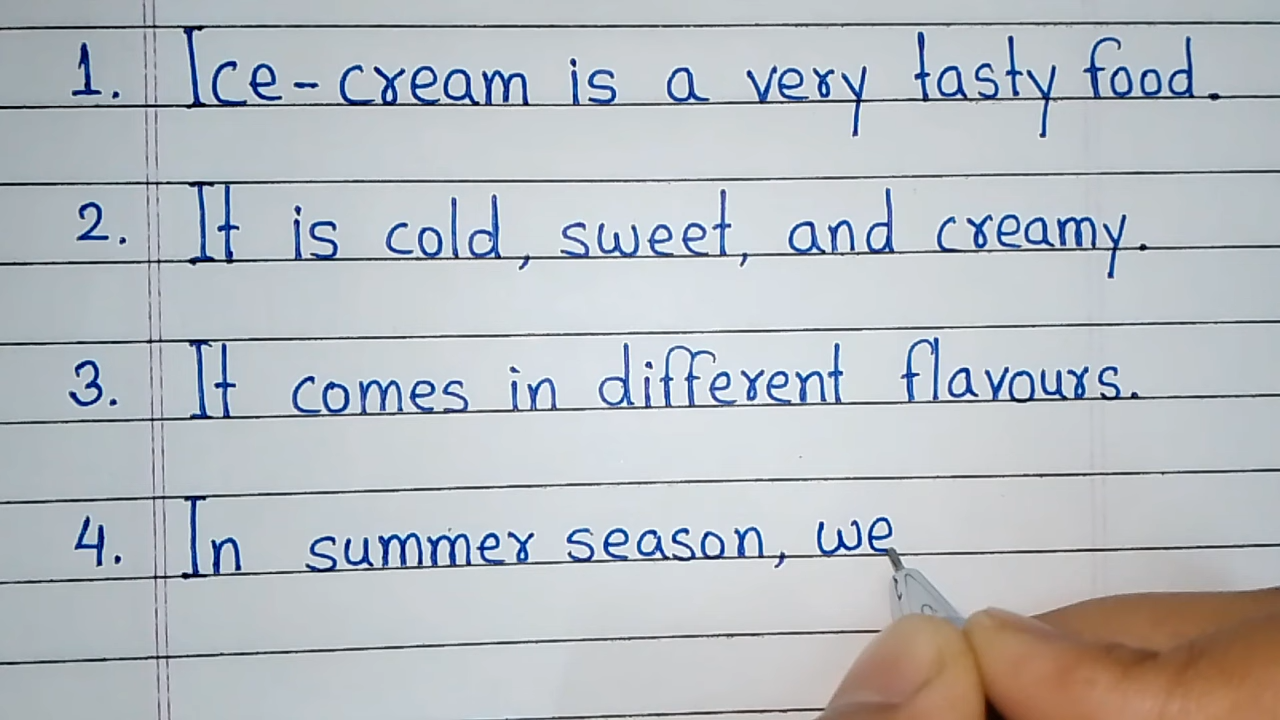 1. Ice-cream is a very tasty food.
2. It is cold, sweet, and creamy.
3. It comes in different flavours.
4. In summer season, we